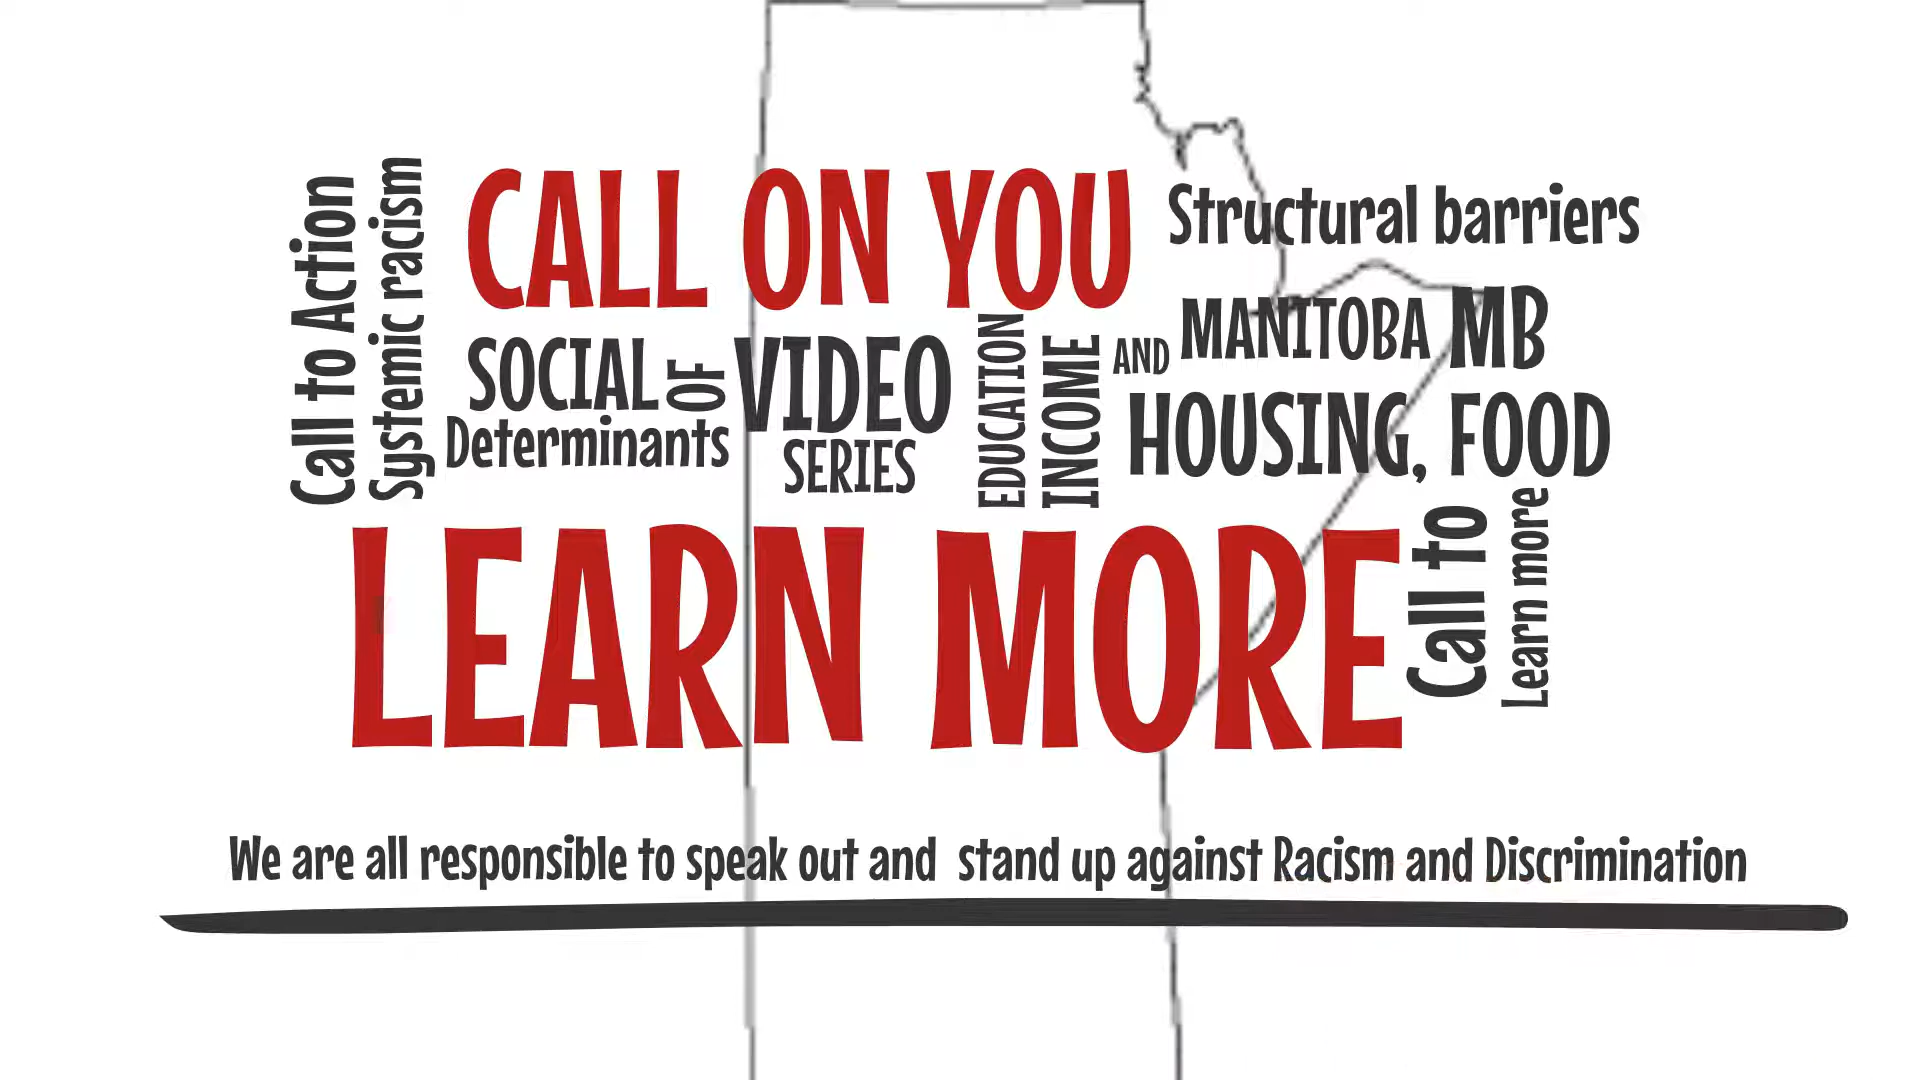 Call to Action
Systemic racism
CALL ON YOU
Structural barriers
SOCIAL
OF
Determinants
VIDEO
SERIES
EDUCATION
INCOME
AND
MANITOBA
MB
HOUSING, FOOD
LEARN MORE
Call to
Learn more
We are all responsible to speak out and stand up against Racism and Discrimination